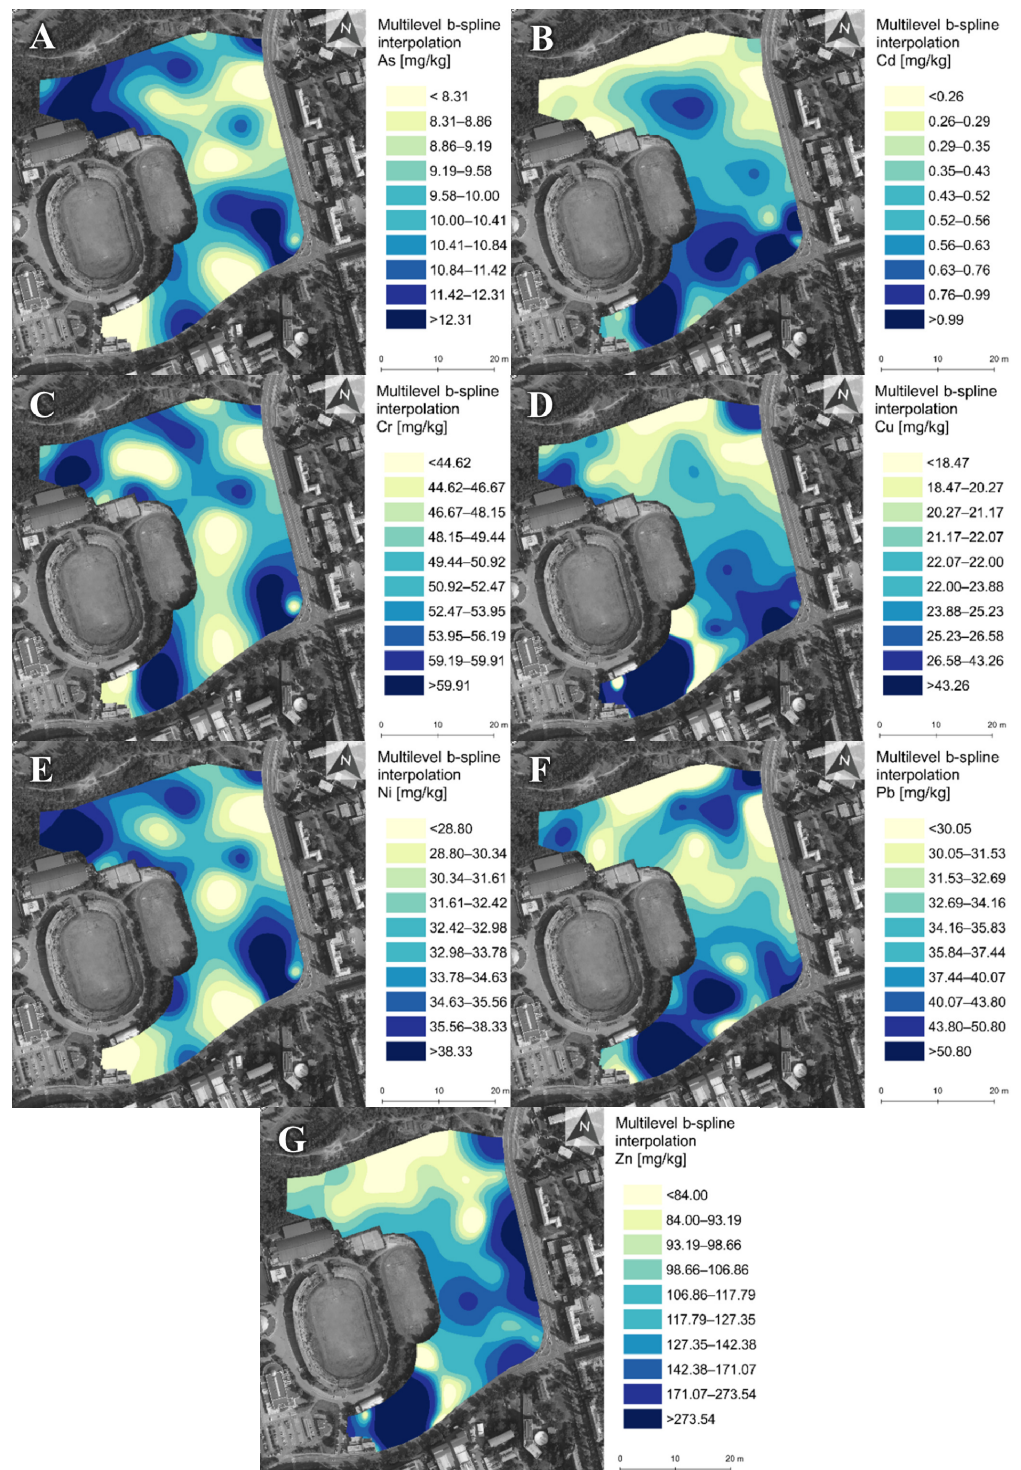 A
N
Multilevel b-spline
interpolation
As [mg/kg]
< 8.31
8.31–8.86
8.86–9.19
9.19–9.58
9.58–10.00
10.00–10.41
10.41–10.84
10.84–11.42
11.42–12.31
>12.31
0 10 20 m
B
N
Multilevel b-spline
interpolation
Cd [mg/kg]
<0.26
0.26–0.29
0.29–0.35
0.35–0.43
0.43–0.52
0.52–0.56
0.56–0.63
0.63–0.76
0.76–0.99
>0.99
0 10 20 m
C
N
Multilevel b-spline
interpolation
Cr [mg/kg]
<44.62
44.62–46.67
46.67–48.15
48.15–49.44
49.44–50.92
50.92–52.47
52.47–53.95
53.95–56.19
59.19–59.91
>59.91
0 10 20 m
D
N
Multilevel b-spline
interpolation
Cu [mg/kg]
<18.47
18.47–20.27
20.27–21.17
21.17–22.07
22.07–22.00
22.00–23.88
23.88–25.23
25.23–26.58
26.58–43.26
>43.26
0 10 20 m
E
N
Multilevel b-spline
interpolation
Ni [mg/kg]
<28.80
28.80–30.34
30.34–31.61
31.61–32.42
32.42–32.98
32.98–33.78
33.78–34.63
34.63–35.56
35.56–38.33
>38.33
0 10 20 m
F
N
Multilevel b-spline
interpolation
Pb [mg/kg]
<30.05
30.05–31.53
31.53–32.69
32.69–34.16
34.16–35.83
35.84–37.44
37.44–40.07
40.07–43.80
43.80–50.80
>50.80
0 10 20 m
G
N
Multilevel b-spline
interpolation
Zn [mg/kg]
<84.00
84.00–93.19
93.19–98.66
98.66–106.86
106.86–117.79
117.79–127.35
127.35–142.38
142.38–171.07
171.07–273.54
>273.54
0 10 20 m